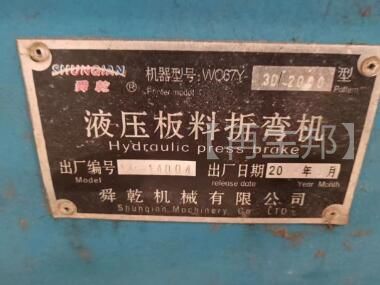 SHUNQIAN 机器型号:WC67Y-30/2000 型
舜乾 ® Printer model Pattern
液压板料折弯机
Hydraulic press brake
出厂编号 出厂日期 20 年 月
Model release date Year Month
舜乾机械有限公司
Shunqian Machinery Co LTD